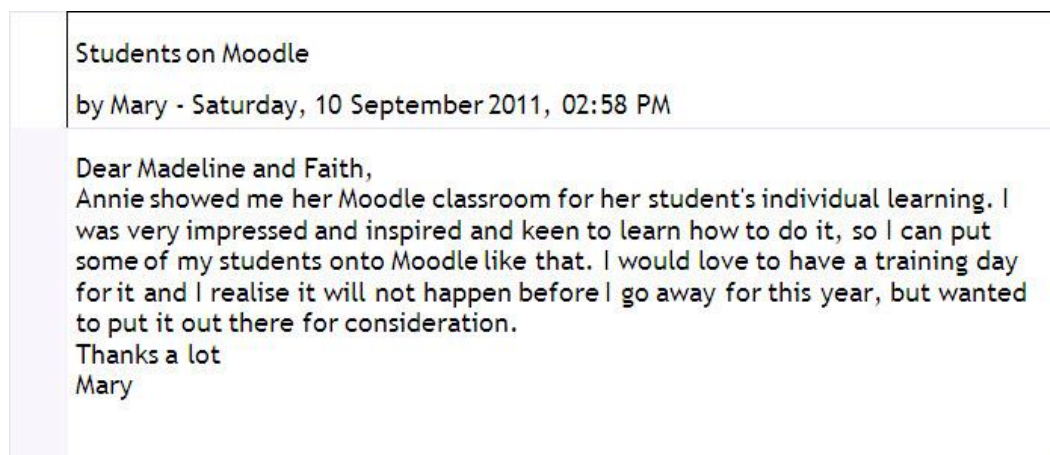 Students on Moodle
by Mary - Saturday, 10 September 2011, 02:58 PM
Dear Madeline and Faith,
Annie showed me her Moodle classroom for her student's individual learning. I
was very impressed and inspired and keen to learn how to do it, so I can put
some of my students onto Moodle like that. I would love to have a training day
for it and I realise it will not happen before I go away for this year, but wanted
to put it out there for consideration.
Thanks a lot
Mary